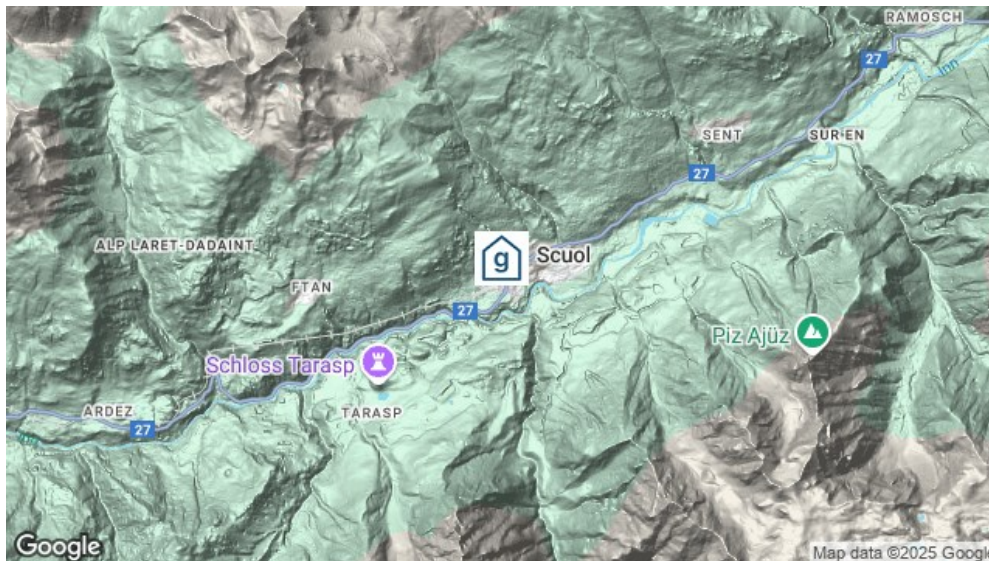 RAMOSCH
27
Inn
SENT
SUR EN
27
ALP LARET-DADAINT
g
Scuol
FTAN
27
Piz Ajüz
Schloss Tarasp
TARASP
ARDEZ
27
Inn
Google
Map data ©2025 Google